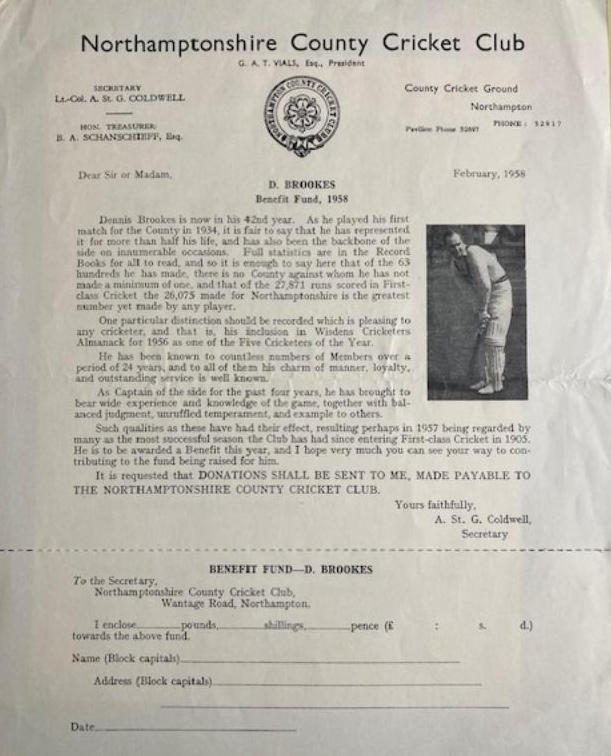 Northamptonshire County Cricket Club
G. A. T. VIALS, Esq., President
SECRETARY
Lt.-Col. A. St. G. COLDWELL
HON. TREASURER:
B. A. SCHANSCHIEFF, Esq.
NORTHAMPTON COUNTY CRICKET CLUB
County Cricket Ground
Northampton
Pavilion Phone 32697 PHONE: 32917
Dear Sir or Madam,
February, 1958
D. BROOKES
Benefit Fund, 1958
Dennis Brookes is now in his 42nd year. As he played his first
match for the County in 1934, it is fair to say that he has represented
it for more than half his life, and has also been the backbone of the
side on innumerable occasions. Full statistics are in the Record
Books for all to read, and so it is enough to say here that of the 63
hundreds he has made, there is no County against whom he has not
made a minimum of one, and that of the 27,871 runs scored in First-
class Cricket the 26,075 made for Northamptonshire is the greatest
number yet made by any player.
One particular distinction should be recorded which is pleasing to
any cricketer, and that is, his inclusion in Wisdens Cricketers
Almanack for 1956 as one of the Five Cricketers of the Year.
He has been known to countless numbers of Members over a
period of 24 years, and to all of them his charm of manner, loyalty,
and outstanding service is well known.
As Captain of the side for the past four years, he has brought to
bear wide experience and knowledge of the game, together with bal-
anced judgment, unruffled temperament, and example to others.
Such qualities as these have had their effect, resulting perhaps in 1957 being regarded by
many as the most successful season the Club has had since entering First-class Cricket in 1905.
He is to be awarded a Benefit this year, and I hope very much you can see your way to con-
tributing to the fund being raised for him.
It is requested that DONATIONS SHALL BE SENT TO ME, MADE PAYABLE TO
THE NORTHAMPTONSHIRE COUNTY CRICKET CLUB.
Yours faithfully,
A. St. G. Coldwell,
Secretary
BENEFIT FUND—D. BROOKES
To the Secretary,
Northamptonshire County Cricket Club,
Wantage Road, Northampton.
I enclose pounds, shillings, pence (£ : s. d.)
towards the above fund.
Name (Block capitals)
Address (Block capitals)
Date